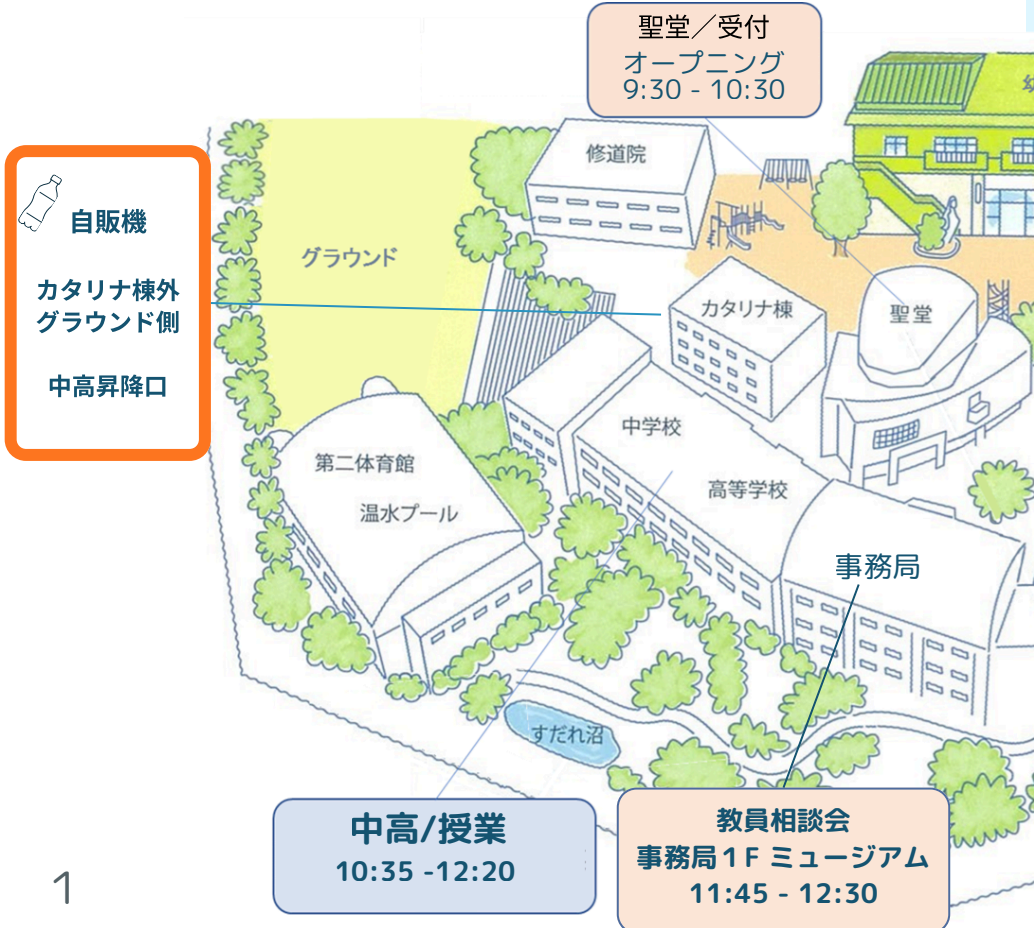 聖堂／受付
オープニング
9:30 - 10:30
幼
修道院
自販機
カタリナ棟外
グラウンド側
中高昇降口
グラウンド
カタリナ棟
聖堂
中学校
高等学校
第二体育館
温水プール
事務局
すだれ沼
中高/授業
10:35 -12:20
教員相談会
事務局1F ミュージアム
11:45 - 12:30
1